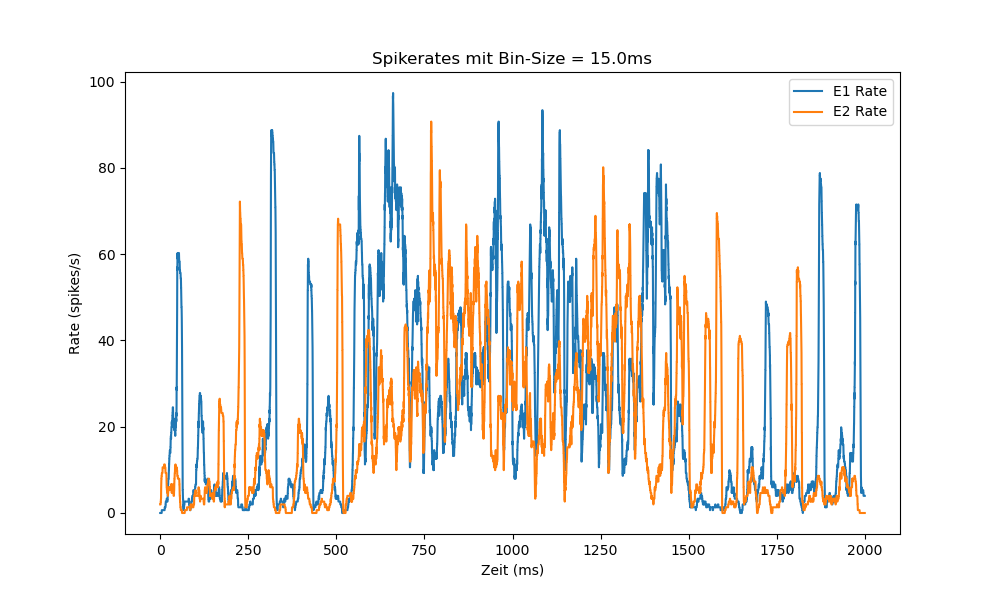 Spikerates mit Bin-Size = 15.0ms
E1 Rate
E2 Rate
100
80
60
40
20
0
Rate (spikes/s)
0 250 500 750 1000 1250 1500 1750 2000
Zeit (ms)